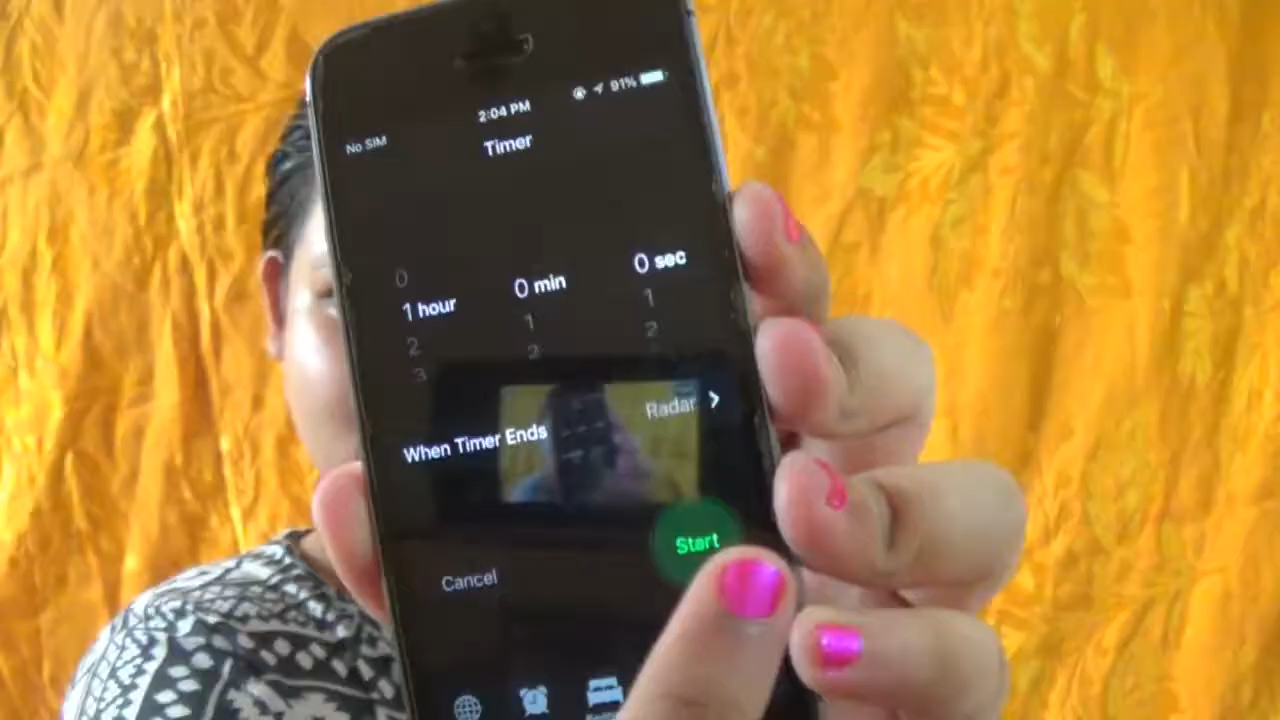 2:04 PM
91%
No SIM
Timer
0
1 hour
2
3
0 min
1
2
0 sec
1
2
When Timer Ends
Radar
Cancel
Start